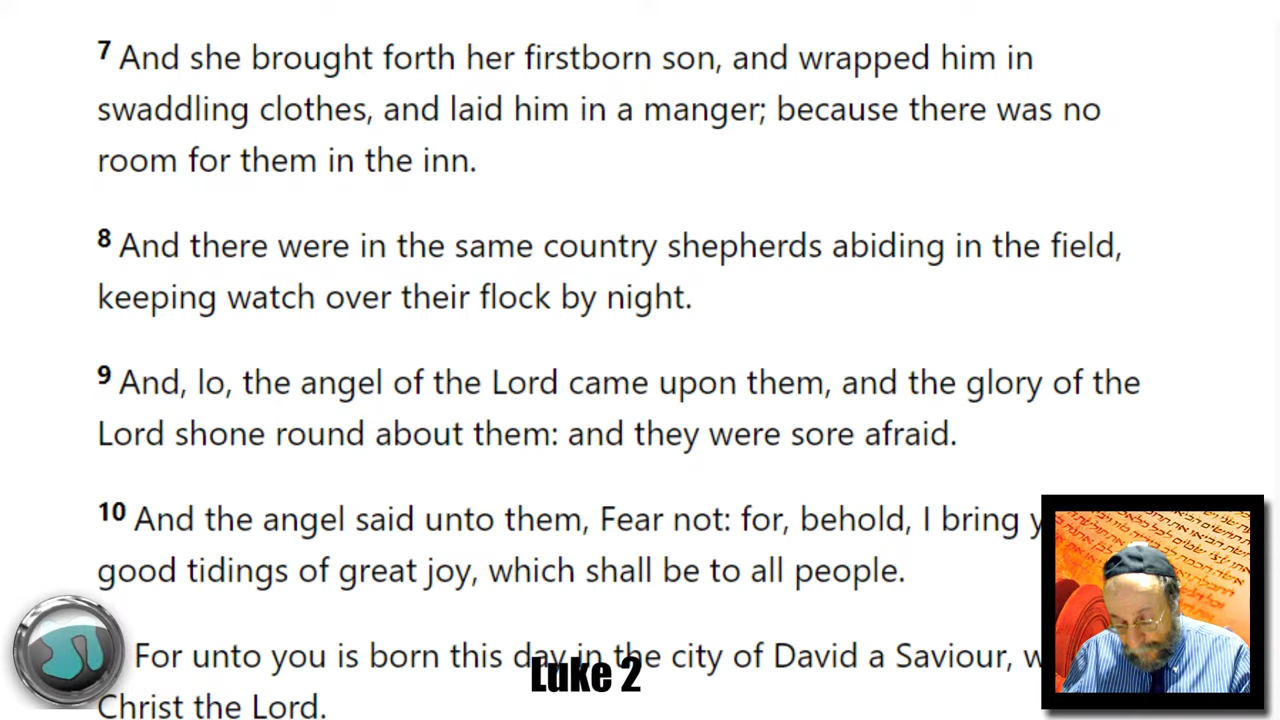 7 And she brought forth her firstborn son, and wrapped him in
swaddling clothes, and laid him in a manger; because there was no
room for them in the inn.
8 And there were in the same country shepherds abiding in the field,
keeping watch over their flock by night.
9 And, lo, the angel of the Lord came upon them, and the glory of the
Lord shone round about them: and they were sore afraid.
10 And the angel said unto them, Fear not: for, behold, I bring
good tidings of great joy, which shall be to all people.
For unto you is born this day in the city of David a Saviour,
Christ the Lord.
Luke 2